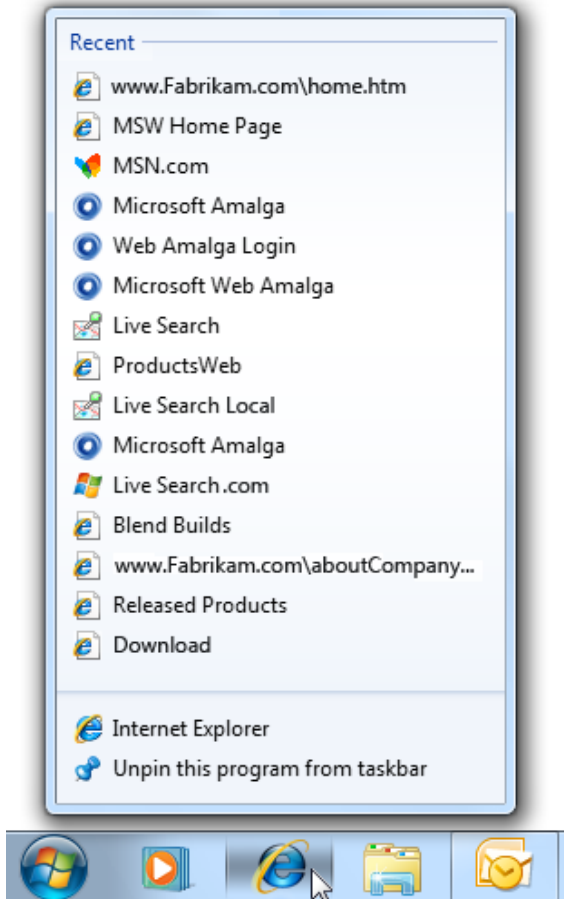 Recent
www.Fabrikam.com\home.htm
MSW Home Page
MSN.com
Microsoft Amalga
Web Amalga Login
Microsoft Web Amalga
Live Search
ProductsWeb
Live Search Local
Microsoft Amalga
Live Search.com
Blend Builds
www.Fabrikam.com\aboutCompany...
Released Products
Download
Internet Explorer
Unpin this program from taskbar